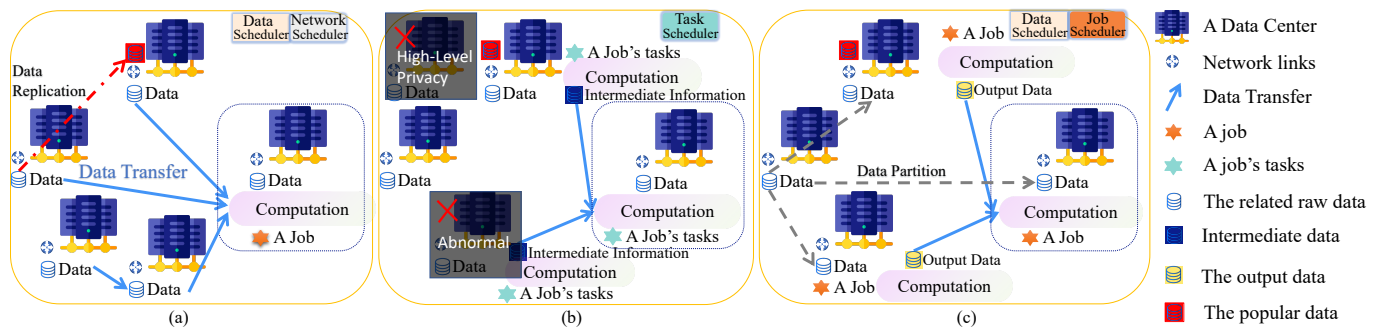 Data
Scheduler
Network
Scheduler
Data
Replication
Data
Data
Data Transfer
Data
Computation
A Job
Data
Data
(a)
Task
Scheduler
High-Level
Privacy
Data
Data
A Job's tasks
Computation
Intermediate Information
Data
Data
Computation
A Job's tasks
Abnormal
Data
Intermediate Information
Computation
A Job's tasks
(b)
Data
Scheduler
Job
Scheduler
A Job
Computation
Output Data
Data
Data
Data Partition
Data
Computation
A Job
Data
Output Data
A Job
Computation
(c)
A Data Center
Network links
Data Transfer
A job
A job's tasks
The related raw data
Intermediate data
The output data
The popular data